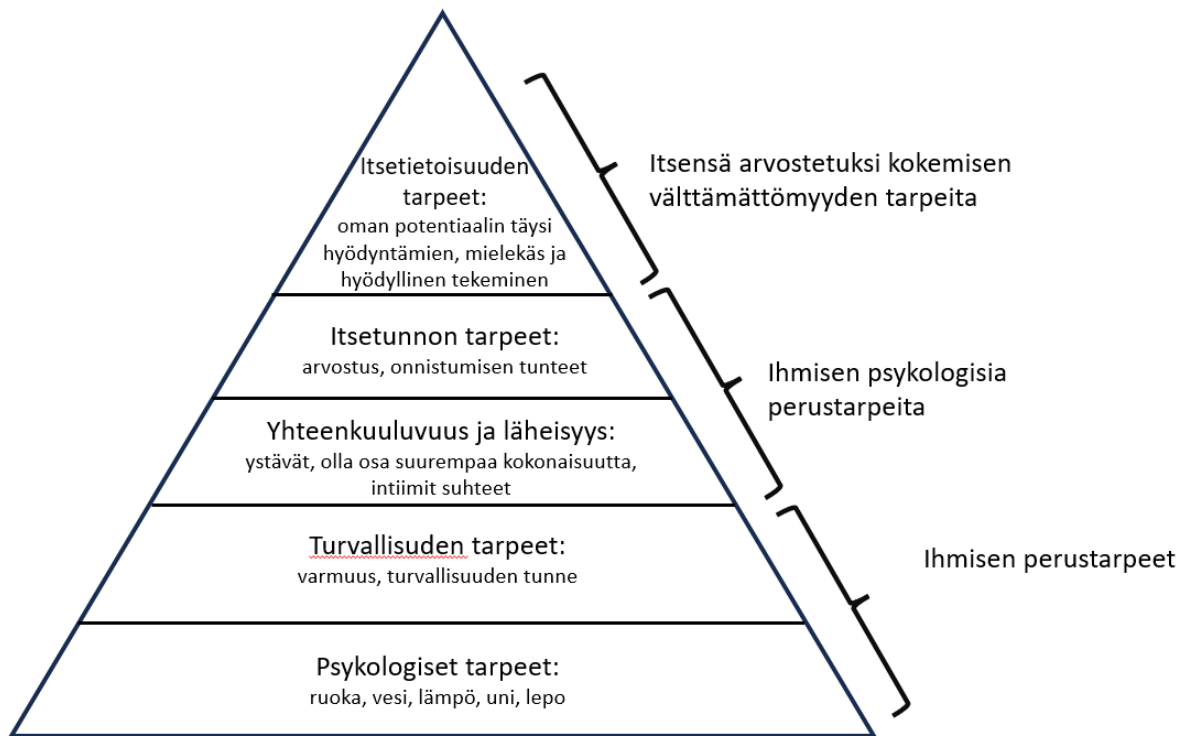 Itsetietoisuuden
tarpeet:
oman potentiaalin täysi
hyödyntämien, mielekäs ja
hyödyllinen tekeminen
Itsensä arvostetuksi kokemisen
välttämättömyyden tarpeita
Itsetunnon tarpeet:
arvostus, onnistumisen tunteet
Ihmisen psykologisia
perustarpeita
Yhteenkuuluvuus ja läheisyys:
ystävät, olla osa suurempaa kokonaisuutta,
intiimit suhteet
Turvallisuden tarpeet:
varmuus, turvallisuuden tunne
Ihmisen perustarpeet
Psykologiset tarpeet:
ruoka, vesi, lämpö, uni, lepo